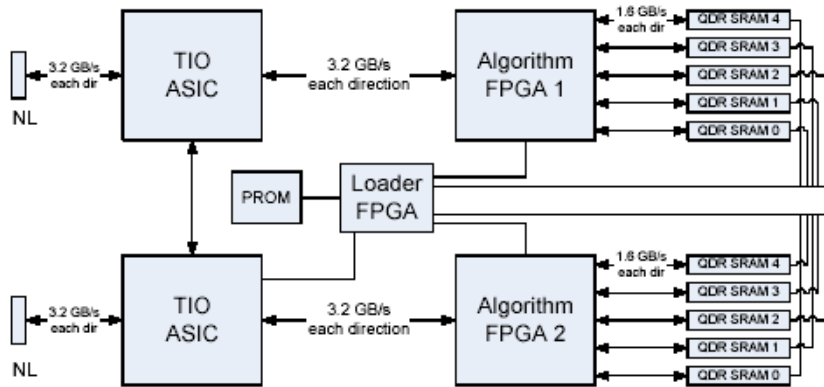 1.6 GB/s
each dir
QDR SRAM 4
QDR SRAM 3
QDR SRAM 2
QDR SRAM 1
QDR SRAM 0
TIO
ASIC
Algorithm
FPGA 1
3.2 GB/s
each dir
3.2 GB/s
each direction
NL
PROM
Loader
FPGA
1.6 GB/s
each dir
QDR SRAM 4
QDR SRAM 3
QDR SRAM 2
QDR SRAM 1
QDR SRAM 0
TIO
ASIC
Algorithm
FPGA 2
3.2 GB/s
each dir
3.2 GB/s
each direction
NL